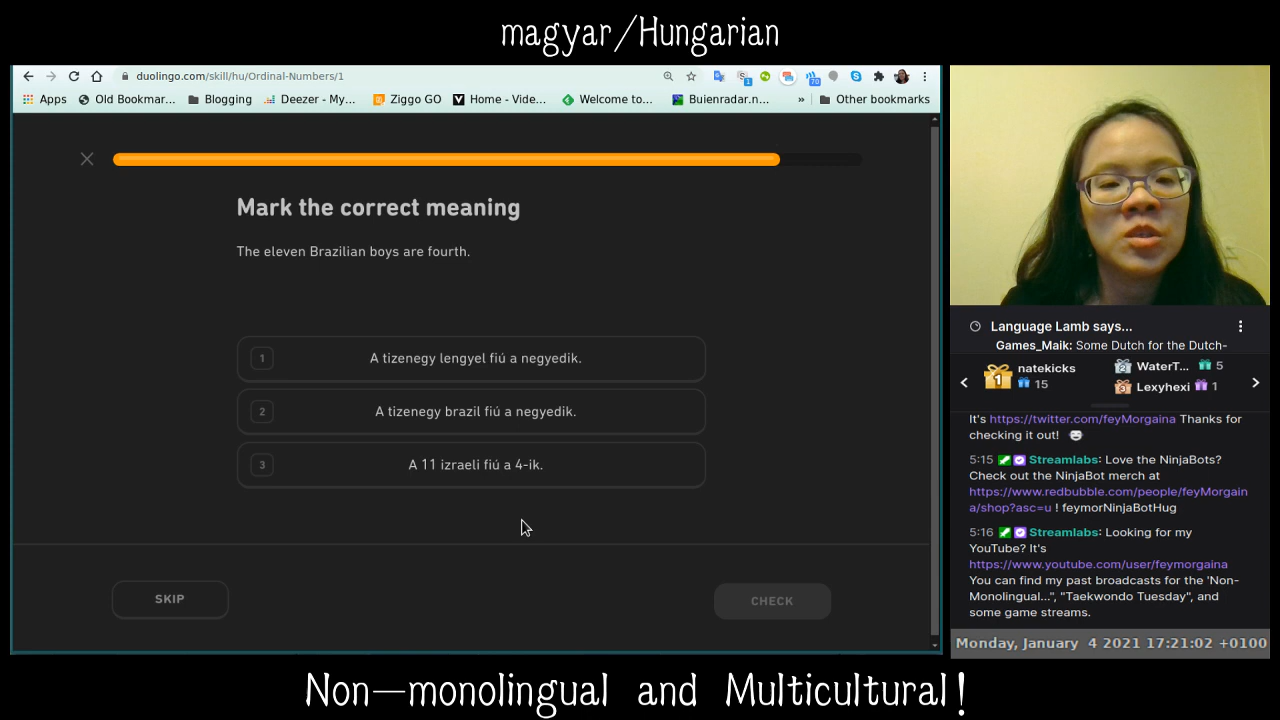 magyar/Hungarian
duolingo.com/skill/hu/Ordinal-Numbers/1
Apps Old Bookmar... Blogging Deezer - My... Ziggo GO Home - Vide... Welcome to... Buienradar.n... » Other bookmarks
Mark the correct meaning
The eleven Brazilian boys are fourth.
1 A tizenegy lengyel fiú a negyedik.
2 A tizenegy brazil fiú a negyedik.
3 A 11 izraeli fiú a 4-ik.
SKIP
CHECK
Language Lamb says...
Games_Maik: Some Dutch for the Dutch-
1 natekicks 15
2 WaterT... 5
3 Lexyhexi 1
It's https://twitter.com/feyMorgaina Thanks for
checking it out!
5:15 Streamlabs: Love the NinjaBots?
Check out the NinjaBot merch at
https://www.redbubble.com/people/feyMorgain
a/shop?asc=u ! feymorNinjaBotHug
5:16 Streamlabs: Looking for my
YouTube? It's
https://www.youtube.com/user/feymorgaina
You can find my past broadcasts for the 'Non-
Monolingual...", "Taekwondo Tuesday", and
some game streams.
Monday, January 4 2021 17:21:02 +0100
Non-monolingual and Multicultural!